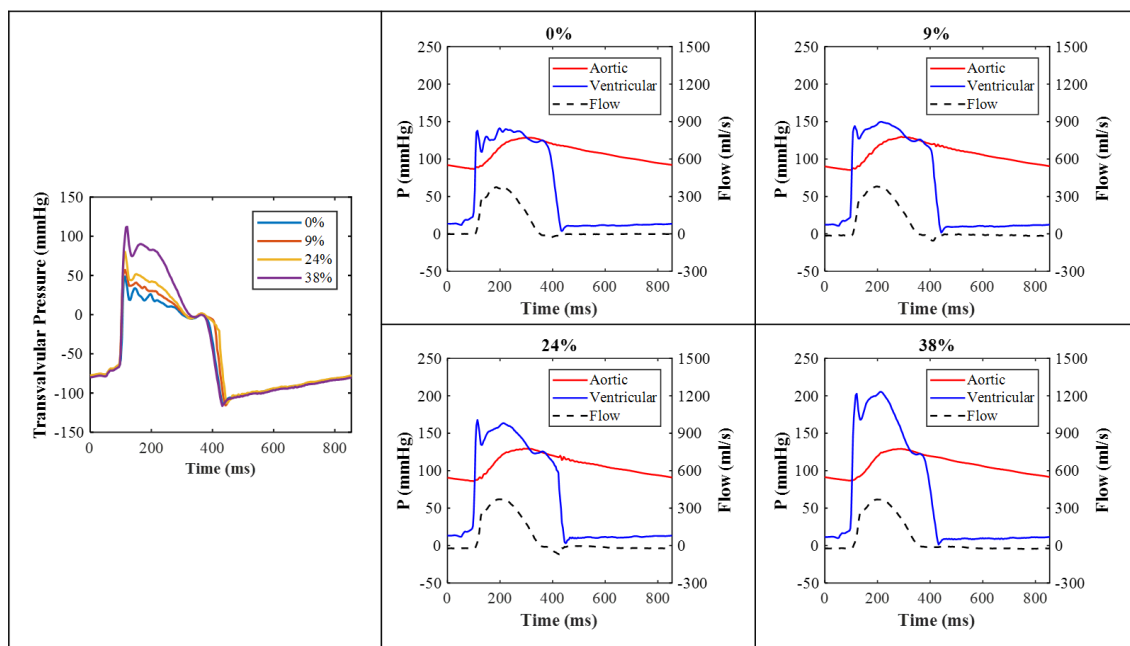 Transvalvular Pressure (mmHg)
150
100
50
0
-50
-100
-150
0 200 400 600 800
Time (ms)
0%
9%
24%
38%
0%
P (mmHg)
250
200
150
100
50
0
-50
1500
1200
900
600
300
0
-300
Flow (ml/s)
Aortic
Ventricular
Flow
0 200 400 600 800
Time (ms)
9%
P (mmHg)
250
200
150
100
50
0
-50
1500
1200
900
600
300
0
-300
Flow (ml/s)
Aortic
Ventricular
Flow
0 200 400 600 800
Time (ms)
24%
P (mmHg)
250
200
150
100
50
0
-50
1500
1200
900
600
300
0
-300
Flow (ml/s)
Aortic
Ventricular
Flow
0 200 400 600 800
Time (ms)
38%
P (mmHg)
250
200
150
100
50
0
-50
1500
1200
900
600
300
0
-300
Flow (ml/s)
Aortic
Ventricular
Flow
0 200 400 600 800
Time (ms)